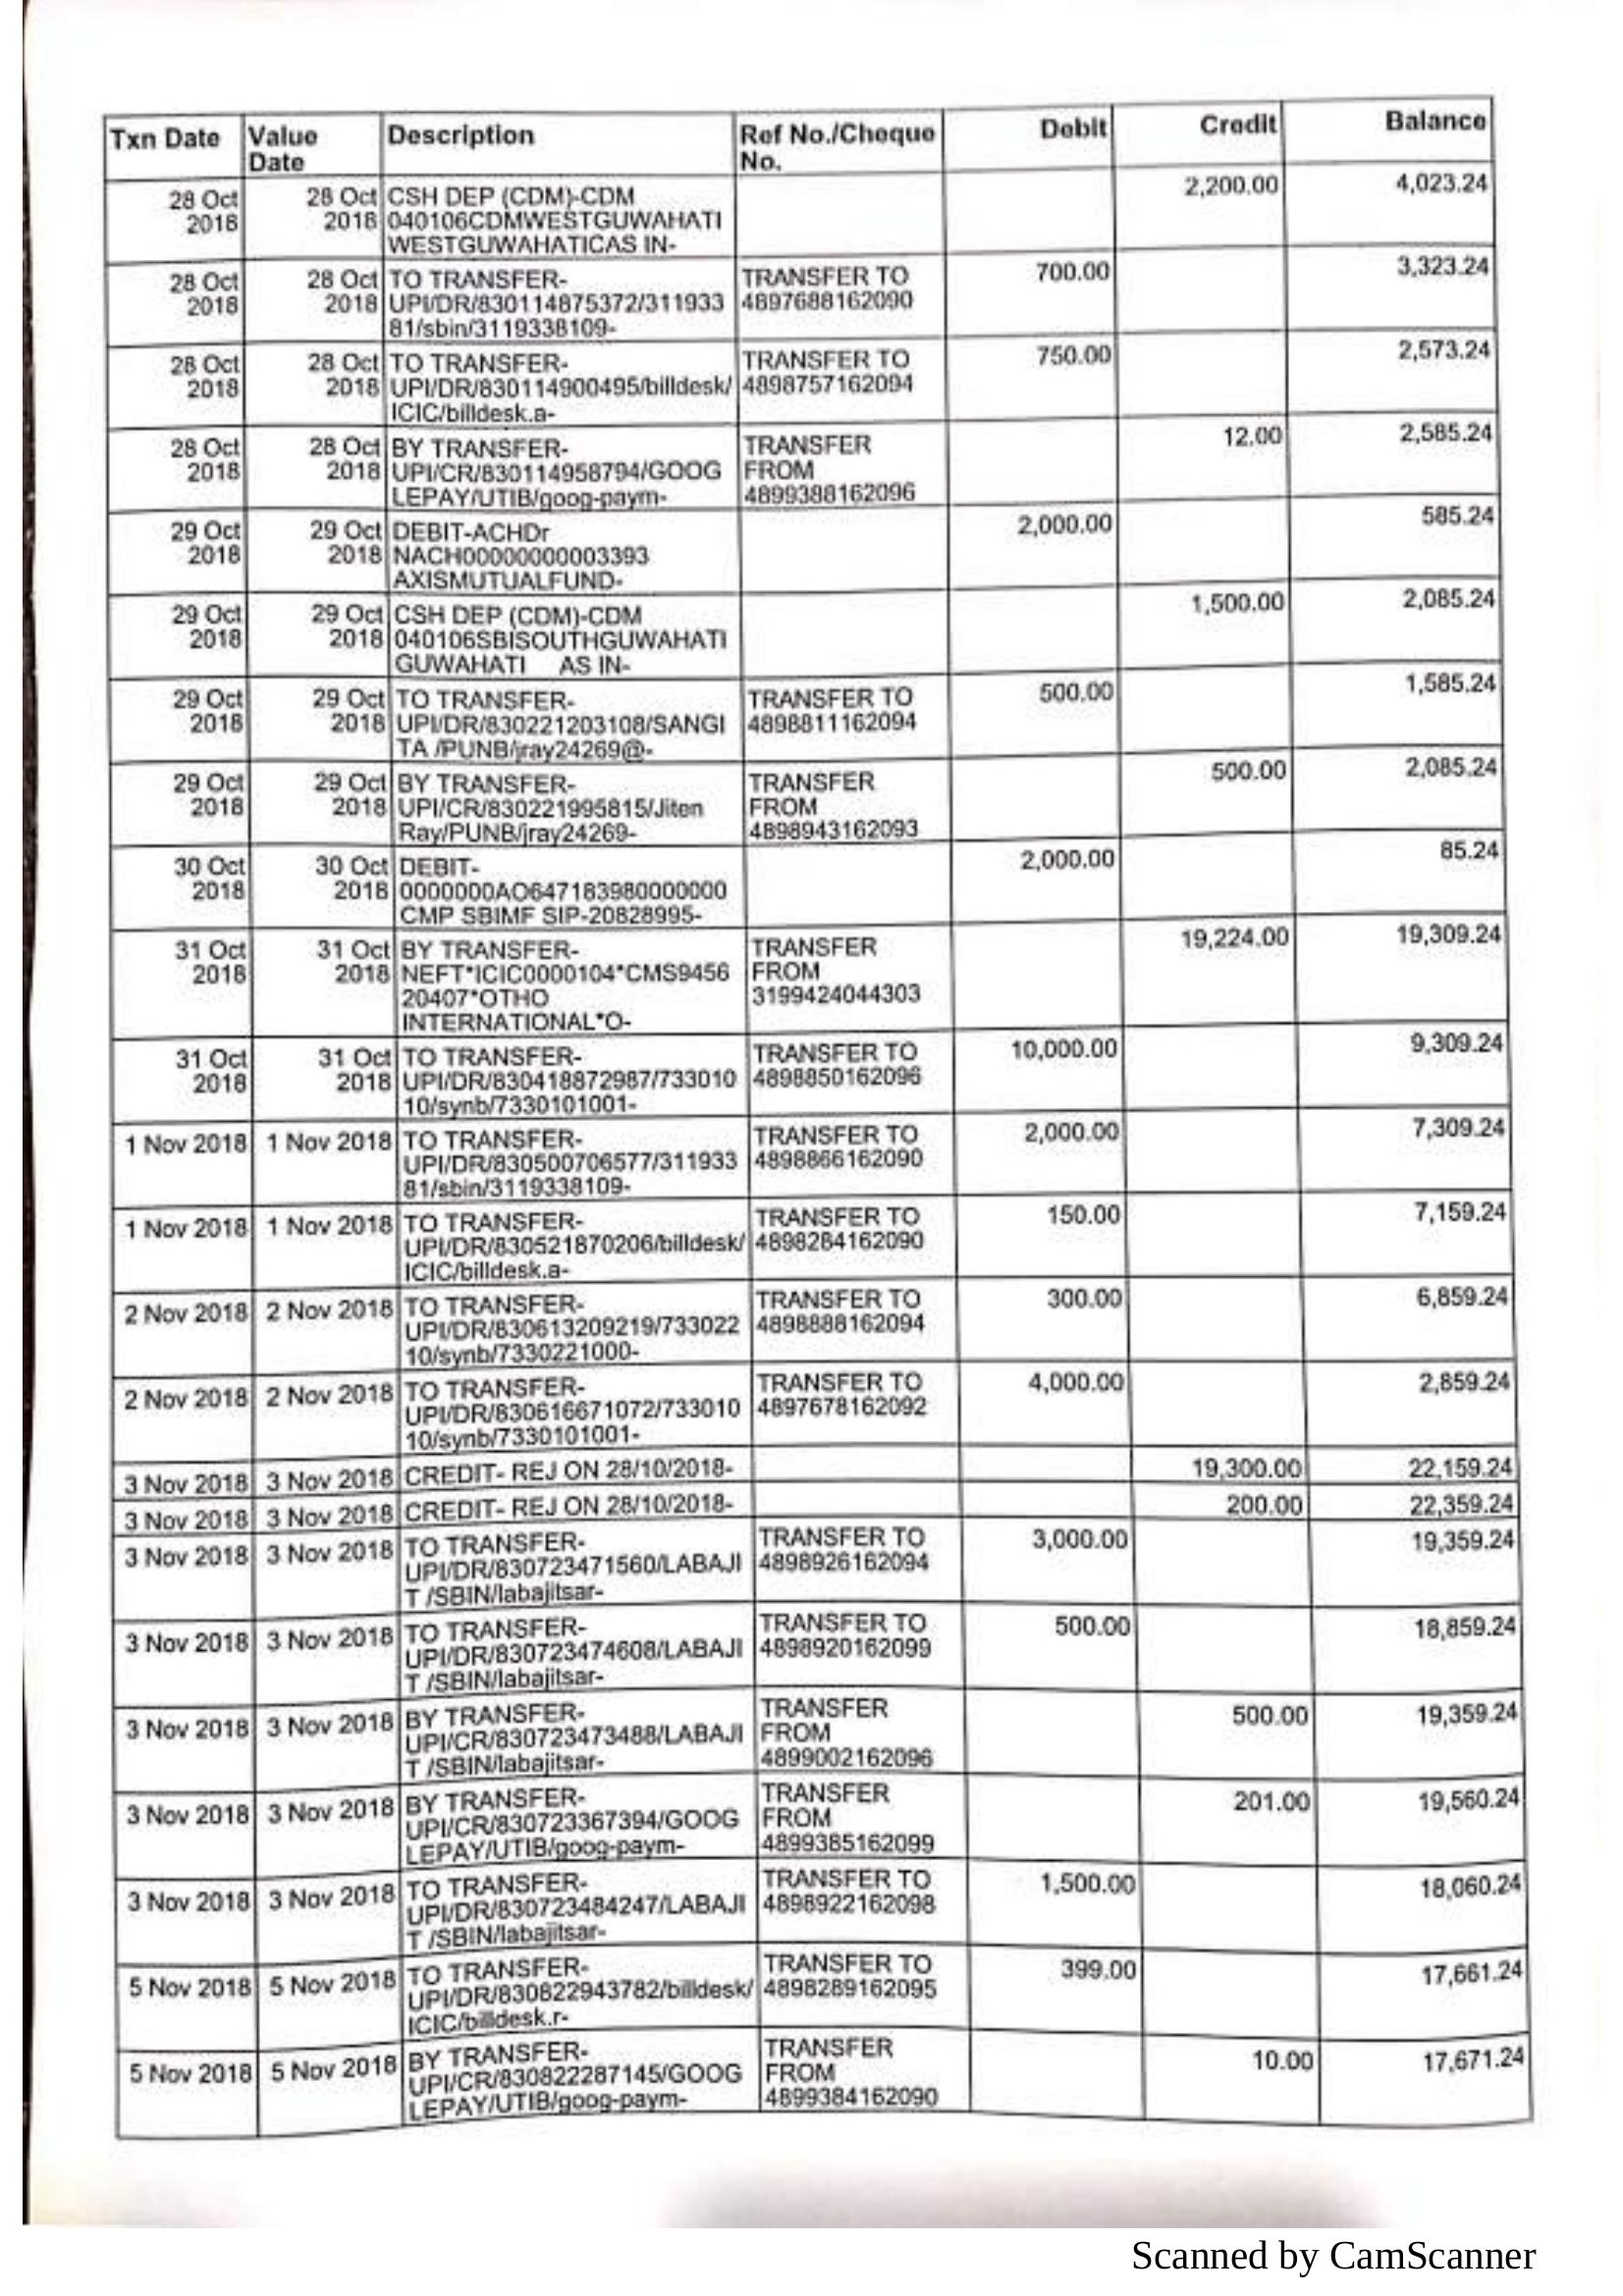 Txn Date Value Date Description Ref No./Cheque No. Debit Credit Balance
28 Oct 2018 28 Oct 2018 CSH DEP (CDM)-CDM 2,200.00 4,023.24
040106CDMWESTGUWAHATI
WESTGUWAHATICAS IN-
28 Oct 2018 28 Oct 2018 TO TRANSFER- TRANSFER TO 700.00 3,323.24
UPI/DR/830114875372/311933 4897688162090
81/sbin/3119338109-
28 Oct 2018 28 Oct 2018 TO TRANSFER- TRANSFER TO 750.00 2,573.24
UPI/DR/830114900495/billdesk/ 4898757162094
ICIC/billdesk.a-
28 Oct 2018 28 Oct 2018 BY TRANSFER- TRANSFER 12.00 2,585.24
UPI/CR/830114958794/GOOG FROM
LEPAY/UTIB/goog-paym- 4899388162096
29 Oct 2018 29 Oct 2018 DEBIT-ACHDr 2,000.00 585.24
NACH00000000003393
AXISMUTUALFUND-
29 Oct 2018 29 Oct 2018 CSH DEP (CDM)-CDM 1,500.00 2,085.24
040106SBISOUTHGUWAHATI
GUWAHATI AS IN-
29 Oct 2018 29 Oct 2018 TO TRANSFER- TRANSFER TO 500.00 1,585.24
UPI/DR/830221203108/SANGI 4898811162094
TA /PUNB/jray24269@-
29 Oct 2018 29 Oct 2018 BY TRANSFER- TRANSFER 500.00 2,085.24
UPI/CR/830221995815/Jiten FROM
Ray/PUNB/jray24269- 4898943162093
30 Oct 2018 30 Oct 2018 DEBIT- 2,000.00 85.24
0000000AO647183980000000
CMP SBIMF SIP-20828995-
31 Oct 2018 31 Oct 2018 BY TRANSFER- TRANSFER 19,224.00 19,309.24
NEFT*ICIC0000104*CMS9456 FROM
20407*OTHO 3199424044303
INTERNATIONAL*O-
31 Oct 2018 31 Oct 2018 TO TRANSFER- TRANSFER TO 10,000.00 9,309.24
UPI/DR/830418872987/733010 4898850162096
10/synb/7330101001-
1 Nov 2018 1 Nov 2018 TO TRANSFER- TRANSFER TO 2,000.00 7,309.24
UPI/DR/830500706577/311933 4898866162090
81/sbin/3119338109-
1 Nov 2018 1 Nov 2018 TO TRANSFER- TRANSFER TO 150.00 7,159.24
UPI/DR/830521870206/billdesk/ 4898284162090
ICIC/billdesk.a-
2 Nov 2018 2 Nov 2018 TO TRANSFER- TRANSFER TO 300.00 6,859.24
UPI/DR/830613209219/733022 4898888162094
10/synb/7330221000-
2 Nov 2018 2 Nov 2018 TO TRANSFER- TRANSFER TO 4,000.00 2,859.24
UPI/DR/830616671072/733010 4897678162092
10/synb/7330101001-
3 Nov 2018 3 Nov 2018 CREDIT- REJ ON 28/10/2018- 19,300.00 22,159.24
3 Nov 2018 3 Nov 2018 CREDIT- REJ ON 28/10/2018- 200.00 22,359.24
3 Nov 2018 3 Nov 2018 TO TRANSFER- TRANSFER TO 3,000.00 19,359.24
UPI/DR/830723471560/LABAJI 4898926162094
T /SBIN/labajitsar-
3 Nov 2018 3 Nov 2018 TO TRANSFER- TRANSFER TO 500.00 18,859.24
UPI/DR/830723474608/LABAJI 4898920162099
T /SBIN/labajitsar-
3 Nov 2018 3 Nov 2018 BY TRANSFER- TRANSFER 500.00 19,359.24
UPI/CR/830723473488/LABAJI FROM
T /SBIN/labajitsar- 4899002162096
3 Nov 2018 3 Nov 2018 BY TRANSFER- TRANSFER 201.00 19,560.24
UPI/CR/830723367394/GOOG FROM
LEPAY/UTIB/goog-paym- 4899385162099
3 Nov 2018 3 Nov 2018 TO TRANSFER- TRANSFER TO 1,500.00 18,060.24
UPI/DR/830723484247/LABAJI 4898922162098
T /SBIN/labajitsar-
5 Nov 2018 5 Nov 2018 TO TRANSFER- TRANSFER TO 399.00 17,661.24
UPI/DR/830822943782/billdesk/ 4898289162095
ICIC/billdesk.r-
5 Nov 2018 5 Nov 2018 BY TRANSFER- TRANSFER 10.00 17,671.24
UPI/CR/830822287145/GOOG FROM
LEPAY/UTIB/goog-paym- 4899384162090
Scanned by CamScanner